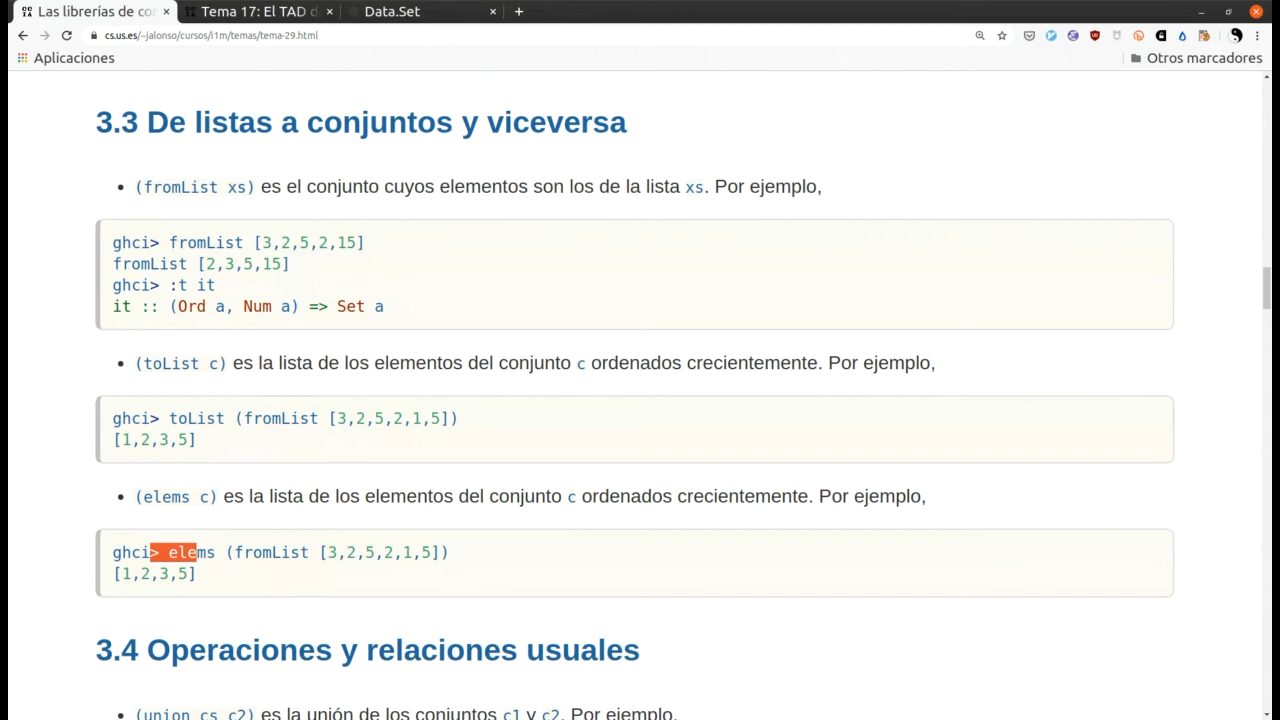 Las librerías de co
Tema 17: El TAD d
Data.Set
cs.us.es/~jalonso/cursos/i1m/temas/tema-29.html
Aplicaciones
Otros marcadores
3.3 De listas a conjuntos y viceversa
• (fromList xs) es el conjunto cuyos elementos son los de la lista xs. Por ejemplo,
ghci> fromList [3,2,5,2,15]
fromList [2,3,5,15]
ghci> :t it
it :: (Ord a, Num a) => Set a
• (toList c) es la lista de los elementos del conjunto c ordenados crecientemente. Por ejemplo,
ghci> toList (fromList [3,2,5,2,1,5])
[1,2,3,5]
• (elems c) es la lista de los elementos del conjunto c ordenados crecientemente. Por ejemplo,
ghci> elems (fromList [3,2,5,2,1,5])
[1,2,3,5]
3.4 Operaciones y relaciones usuales
• (union cs c2) es la unión de los conjuntos c1 y c2. Por ejemplo,